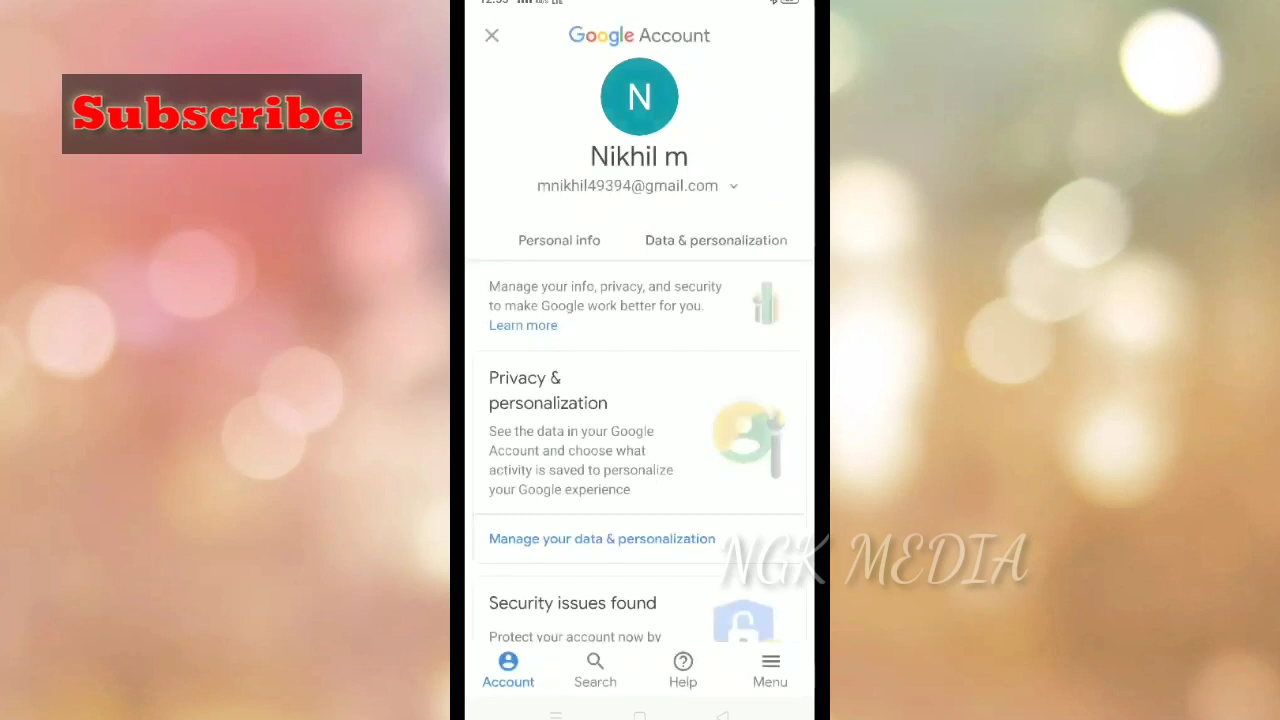 Google Account
Subscribe
N
Nikhil m
mnikhil49394@gmail.com
Personal info
Data & personalization
Manage your info, privacy, and security
to make Google work better for you.
Learn more
Privacy &
personalization
See the data in your Google
Account and choose what
activity is saved to personalize
your Google experience
Manage your data & personalization
NGK MEDIA
Security issues found
Protect your account now by
Account
Search
Help
Menu